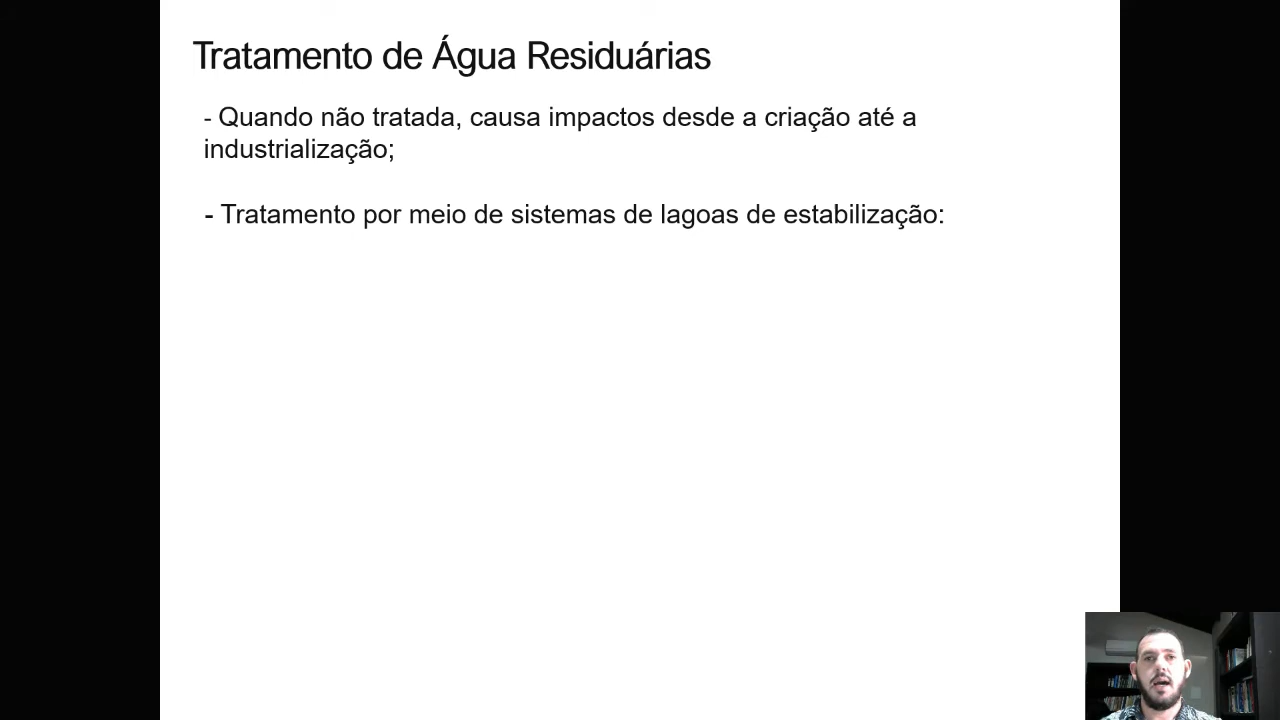 Tratamento de Água Residuárias
- Quando não tratada, causa impactos desde a criação até a
industrialização;
- Tratamento por meio de sistemas de lagoas de estabilização: